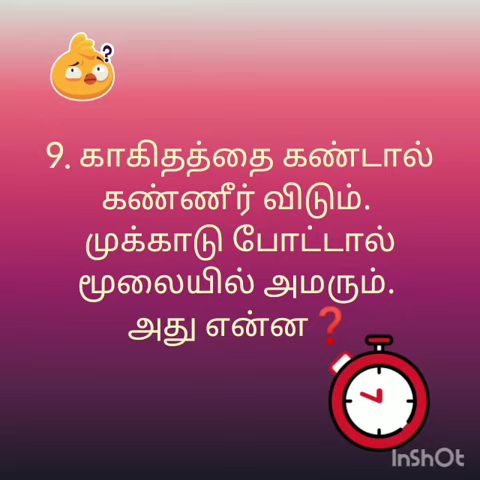 9. காகிதத்தை கண்டால்
கண்ணீர் விடும்.
முக்காடு போட்டால்
மூலையில் அமரும்.
அது என்ன❓
?
InShOt